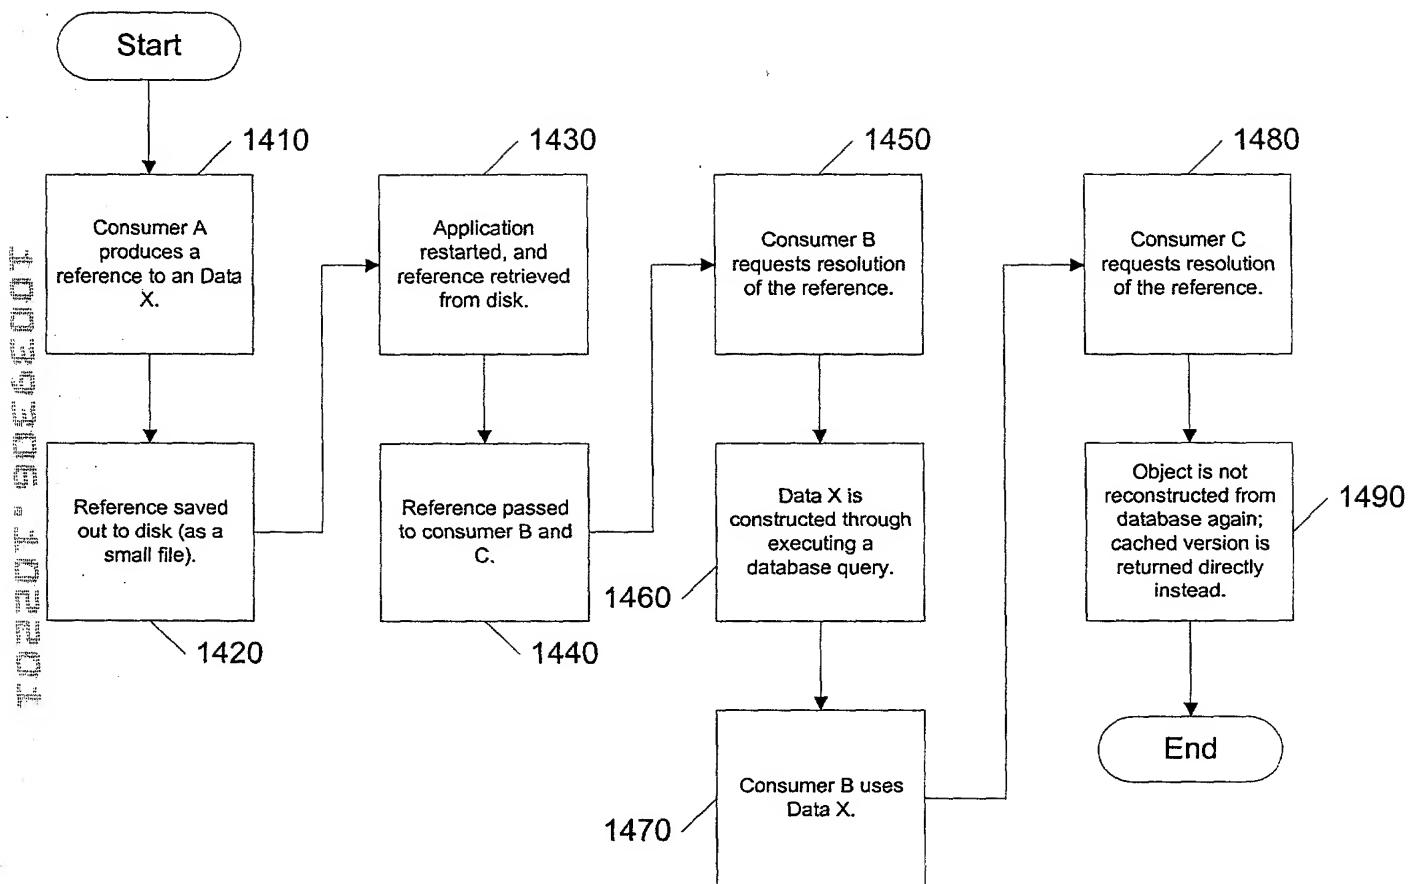 Start
1410
Consumer A
produces a
reference to an Data
X.
Reference saved
out to disk (as a
small file).
1420
1430
Application
restarted, and
reference retrieved
from disk.
Reference passed
to consumer B and
C.
1440
1450
Consumer B
requests resolution
of the reference.
Data X is
constructed through
executing a
database query.
1460
Consumer B uses
Data X.
1470
1480
Consumer C
requests resolution
of the reference.
Object is not
reconstructed from
database again;
cached version is
returned directly
instead.
1490
End